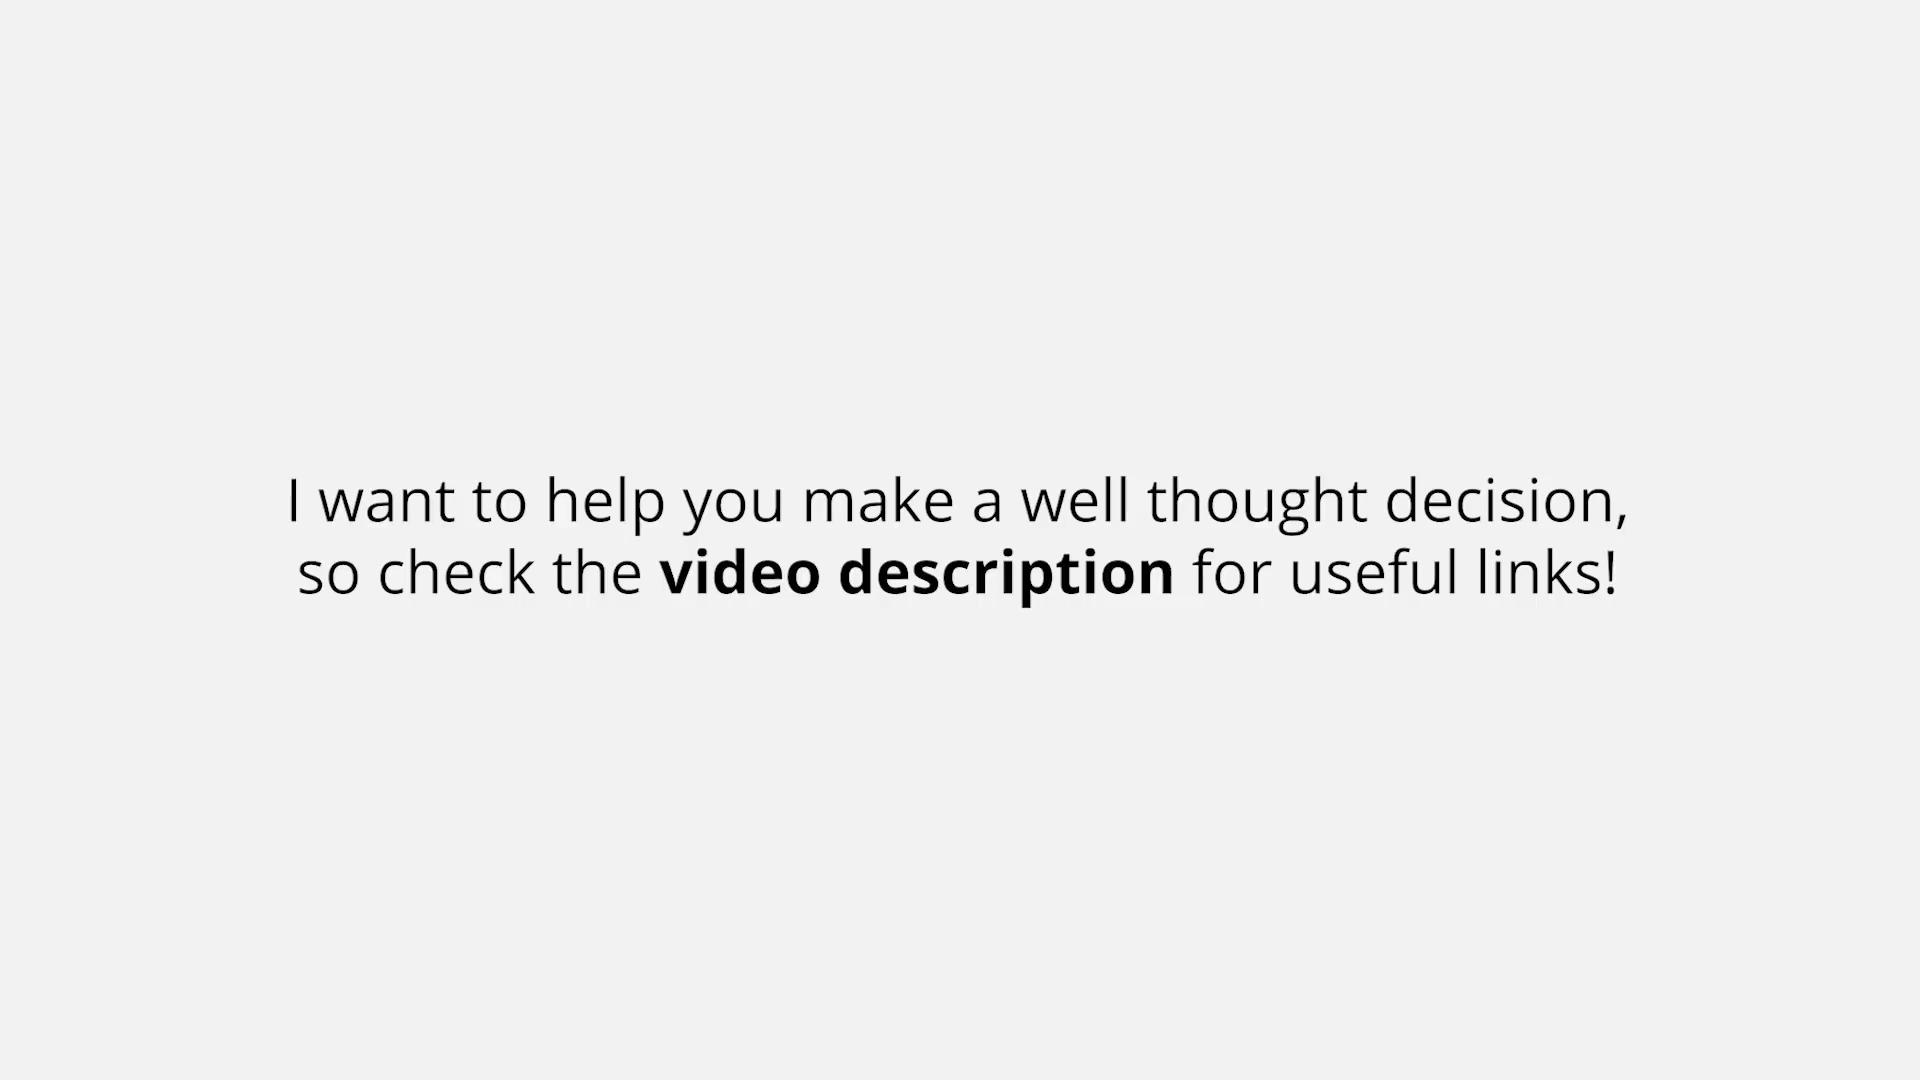 I want to help you make a well thought decision,
so check the video description for useful links!